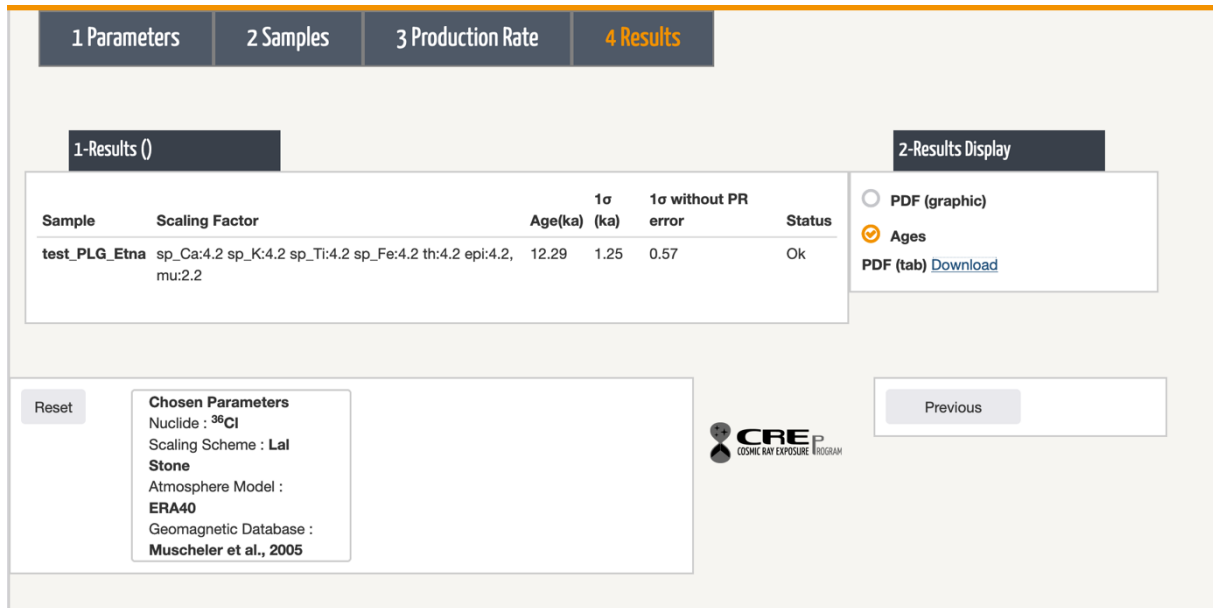 1 Parameters
2 Samples
3 Production Rate
4 Results
1-Results ()
2-Results Display
Sample Scaling Factor Age(ka) 1σ (ka) 1σ without PR error Status
test_PLG_Etna sp_Ca:4.2 sp_K:4.2 sp_Ti:4.2 sp_Fe:4.2 th:4.2 epi:4.2, 12.29 1.25 0.57 Ok
mu:2.2
PDF (graphic)
Ages
PDF (tab) Download
Reset
Chosen Parameters
Nuclide : ³⁶Cl
Scaling Scheme : Lal
Stone
Atmosphere Model :
ERA40
Geomagnetic Database :
Muscheler et al., 2005
CREP
COSMIC RAY EXPOSURE PROGRAM
Previous